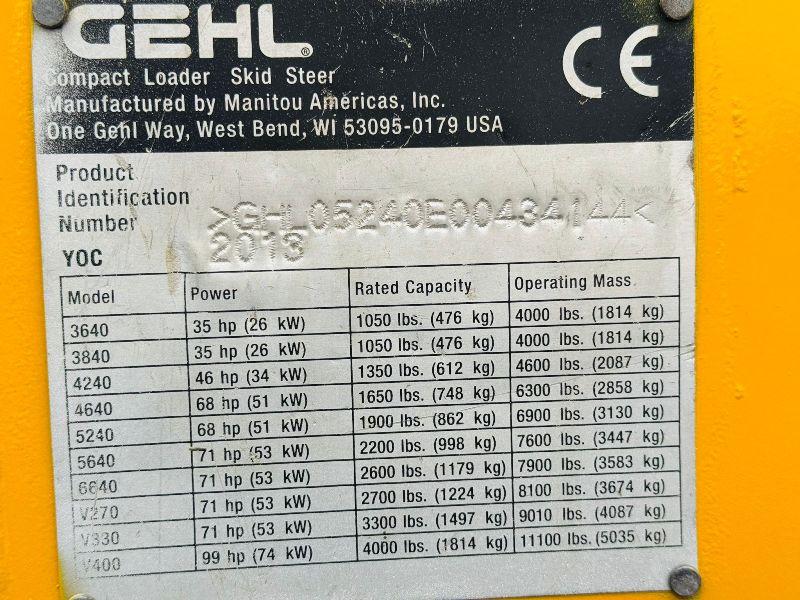 GEHL®
Compact Loader Skid Steer
Manufactured by Manitou Americas, Inc.
One Gehl Way, West Bend, WI 53095-0179 USA
CE
Product
Identification
Number >GHL05240E00434144<
YOC 2013
Model Power Rated Capacity Operating Mass
3640 35 hp (26 kW) 1050 lbs. (476 kg) 4000 lbs. (1814 kg)
3840 35 hp (26 kW) 1050 lbs. (476 kg) 4000 lbs. (1814 kg)
4240 46 hp (34 kW) 1350 lbs. (612 kg) 4600 lbs. (2087 kg)
4640 68 hp (51 kW) 1650 lbs. (748 kg) 6300 lbs. (2858 kg)
5240 68 hp (51 kW) 1900 lbs. (862 kg) 6900 lbs. (3130 kg)
5640 71 hp (53 kW) 2200 lbs. (998 kg) 7600 lbs. (3447 kg)
6640 71 hp (53 kW) 2600 lbs. (1179 kg) 7900 lbs. (3583 kg)
V270 71 hp (53 kW) 2700 lbs. (1224 kg) 8100 lbs. (3674 kg)
V330 71 hp (53 kW) 3300 lbs. (1497 kg) 9010 lbs. (4087 kg)
V400 99 hp (74 kW) 4000 lbs. (1814 kg) 11100 lbs. (5035 kg)